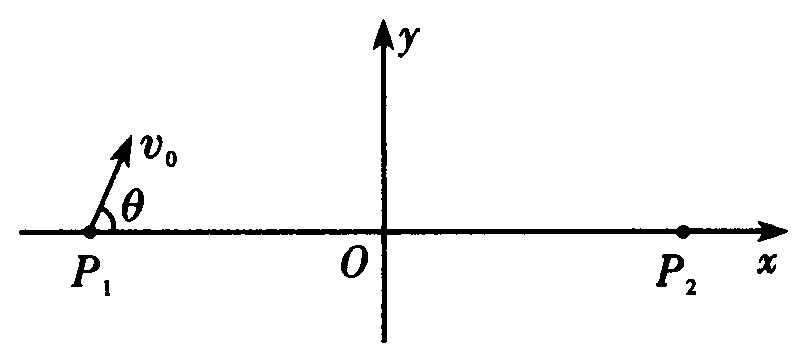 y
v₀
θ
P₁
O
P₂
x